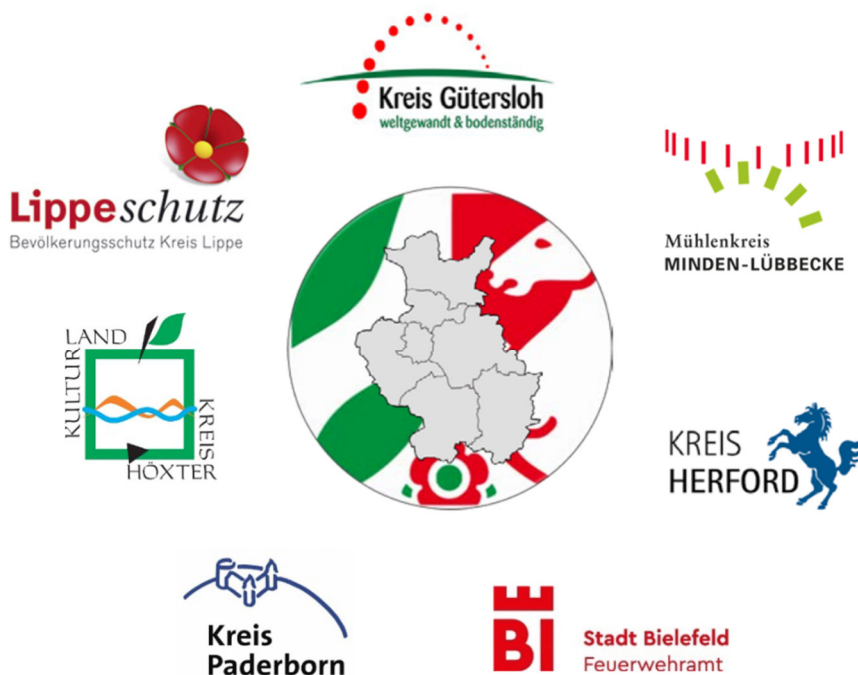 Kreis Gütersloh
weltgewandt & bodenständig
Lippeschutz
Bevölkerungsschutz Kreis Lippe
Mühlenkreis
MINDEN-LÜBBECKE
KULTUR
LAND
KREIS
HÖXTER
KREIS
HERFORD
Kreis
Paderborn
BI
Stadt Bielefeld
Feuerwehramt